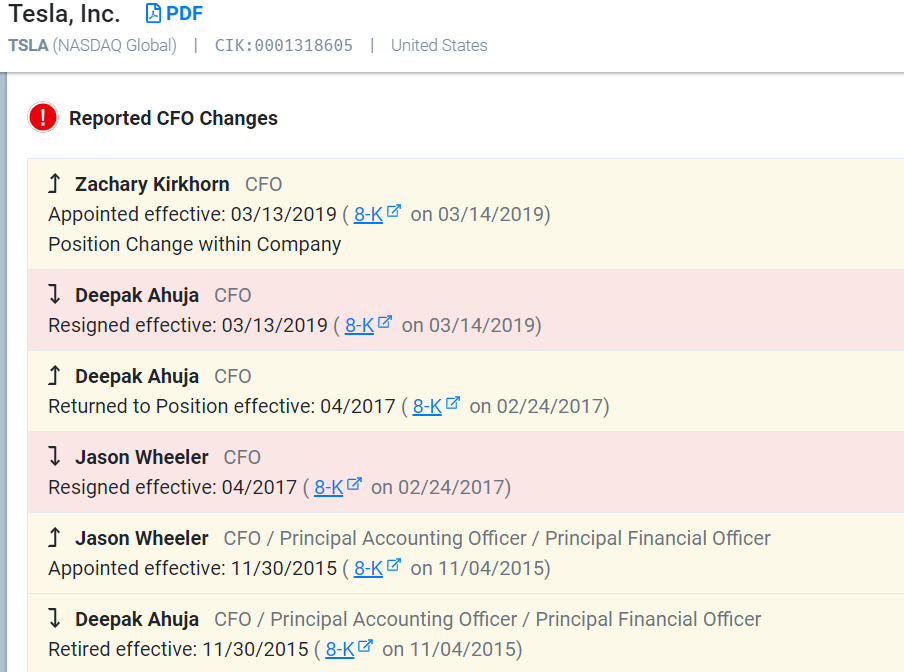 Tesla, Inc. PDF
TSLA (NASDAQ Global) | CIK:0001318605 | United States
! Reported CFO Changes
Zachary Kirkhorn CFO
Appointed effective: 03/13/2019 ( 8-K on 03/14/2019)
Position Change within Company
Deepak Ahuja CFO
Resigned effective: 03/13/2019 ( 8-K on 03/14/2019)
Deepak Ahuja CFO
Returned to Position effective: 04/2017 ( 8-K on 02/24/2017)
Jason Wheeler CFO
Resigned effective: 04/2017 ( 8-K on 02/24/2017)
Jason Wheeler CFO / Principal Accounting Officer / Principal Financial Officer
Appointed effective: 11/30/2015 ( 8-K on 11/04/2015)
Deepak Ahuja CFO / Principal Accounting Officer / Principal Financial Officer
Retired effective: 11/30/2015 ( 8-K on 11/04/2015)